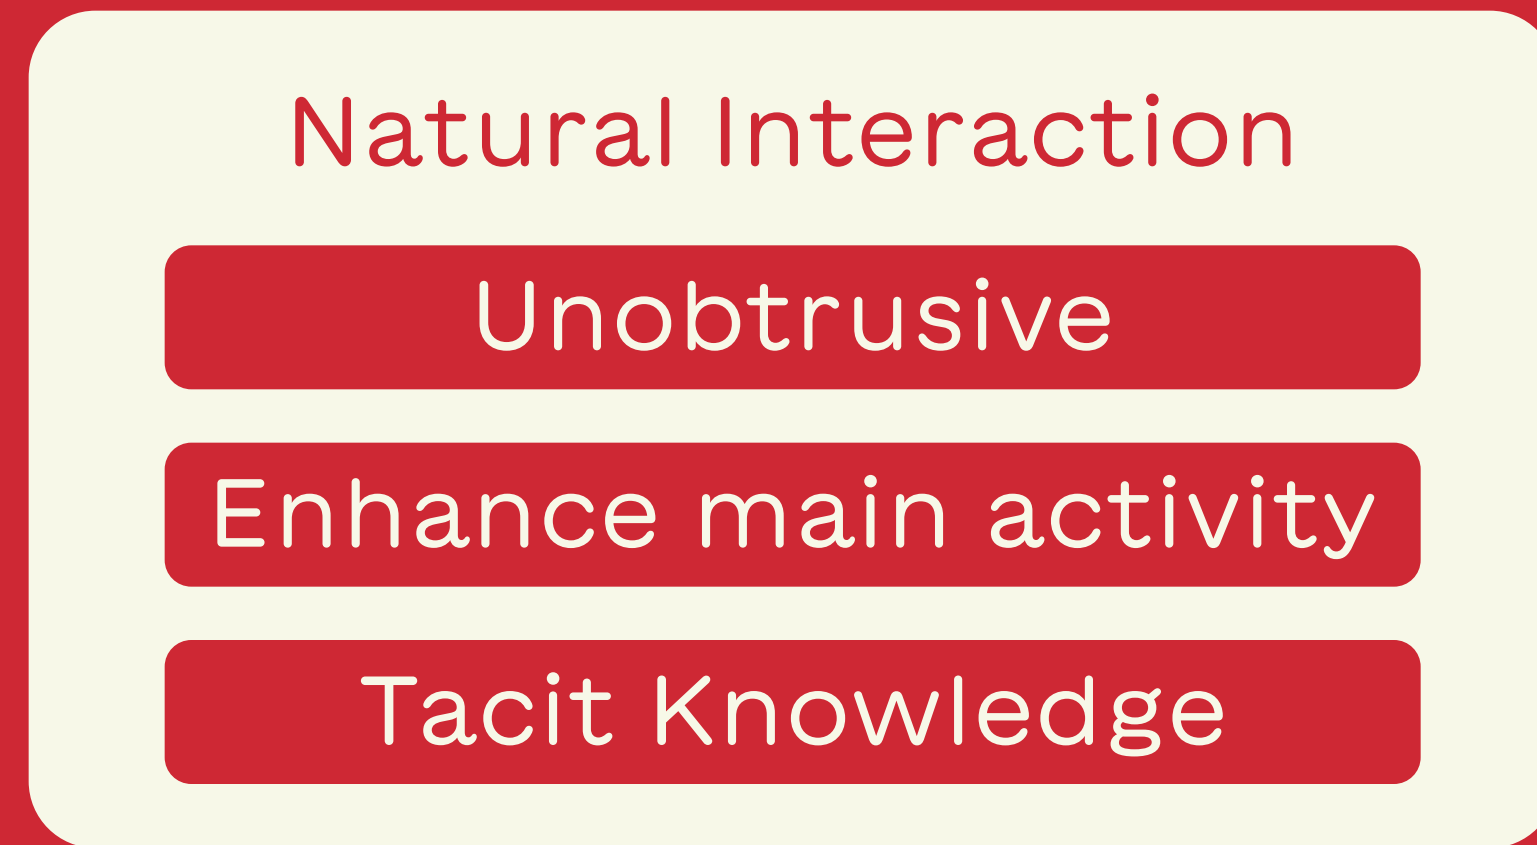 Natural Interaction
Unobtrusive
Enhance main activity
Tacit Knowledge